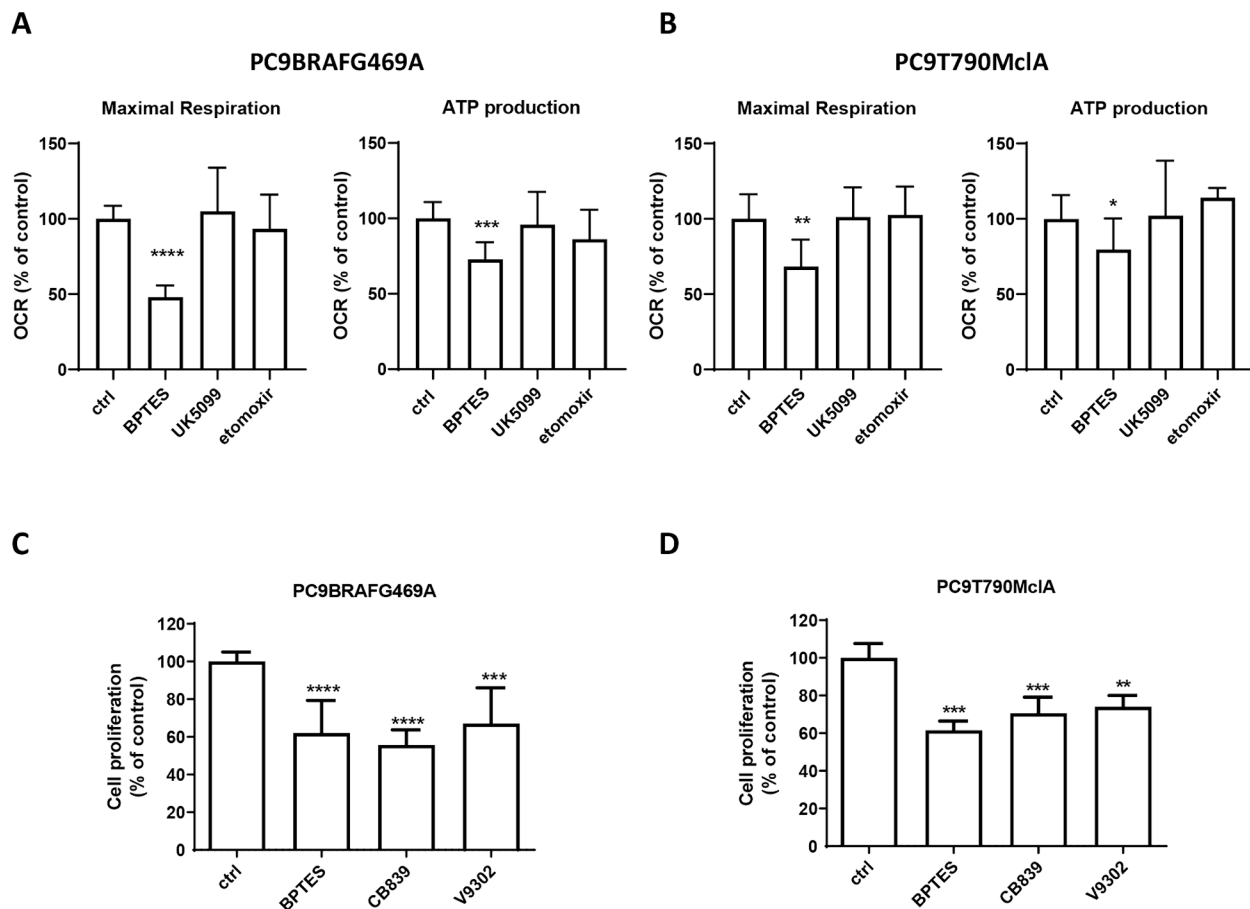 A
B
PC9BRAFG469A
PC9T790MclA
Maximal Respiration
ATP production
Maximal Respiration
ATP production
OCR (% of control)
150
100
50
0
****
ctrl
BPTES
UK5099
etomoxir
OCR (% of control)
150
100
50
0
***
ctrl
BPTES
UK5099
etomoxir
OCR (% of control)
150
100
50
0
**
ctrl
BPTES
UK5099
etomoxir
OCR (% of control)
150
100
50
0
*
ctrl
BPTES
UK5099
etomoxir
C
D
PC9BRAFG469A
Cell proliferation
(% of control)
120
100
80
60
40
20
0
****
****
***
ctrl
BPTES
CB839
V9302
PC9T790MclA
Cell proliferation
(% of control)
120
100
80
60
40
20
0
***
***
**
ctrl
BPTES
CB839
V9302